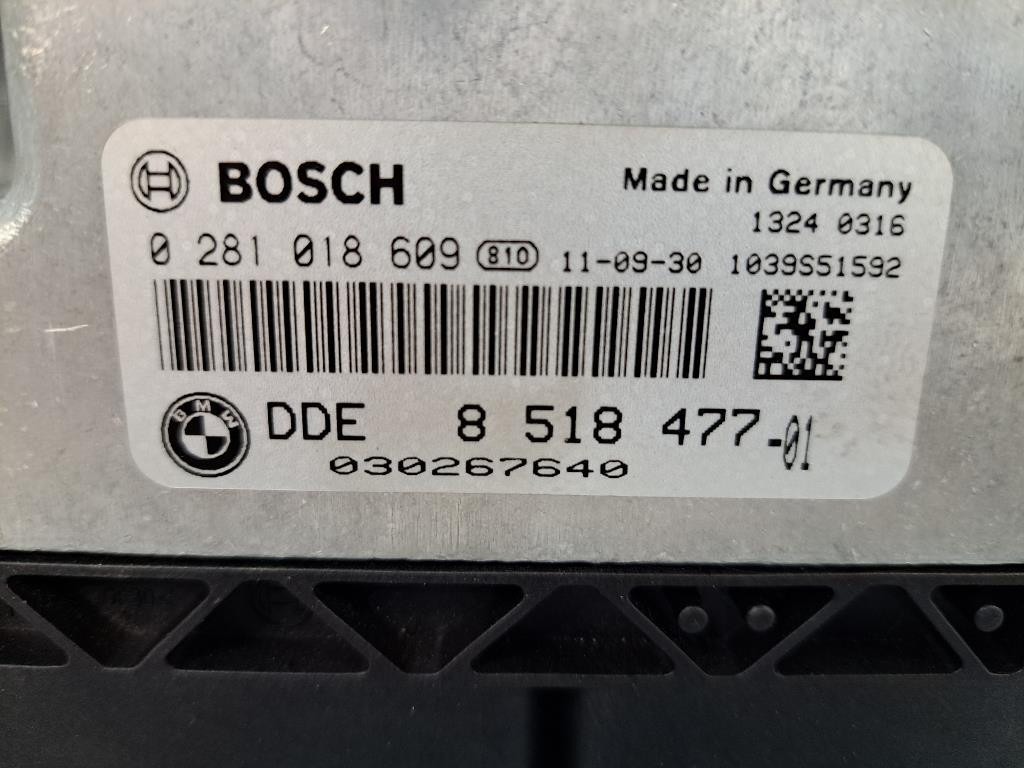 BOSCH
Made in Germany
1324 0316
0 281 018 609 810 11-09-30 1039S51592
BMW
DDE 8 518 477-01
030267640